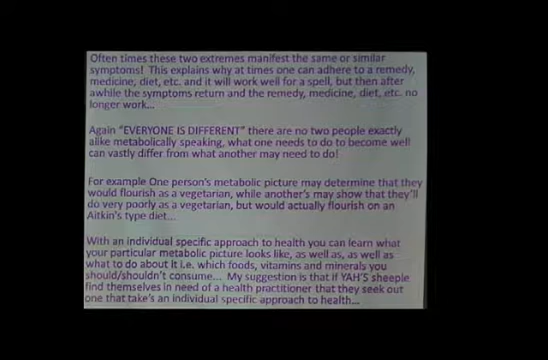 Often times these two extremes manifest the same or similar
symptoms!  This explains why at times one can adhere to a remedy,
medicine, diet, etc. and it will work well for a spell, but then after
awhile the symptoms return and the remedy, medicine, diet, etc. no
longer work...
Again "EVERYONE IS DIFFERENT" there are no two people exactly
alike metabolically speaking, what one needs to do to become well
can vastly differ from what another may need to do!
For example One person's metabolic picture may determine that they
would flourish as a vegetarian, while another's may show that they'll
do very poorly as a vegetarian, but would actually flourish on an
Aitkin's type diet...
With an individual specific approach to health you can learn what
your particular metabolic picture looks like, as well as, as well as
what to do about it i.e. which foods, vitamins and minerals you
should/shouldn't consume...  My suggestion is that if YAH'S sheeple
find themselves in need of a health practitioner that they seek out
one that take's an individual specific approach to health...